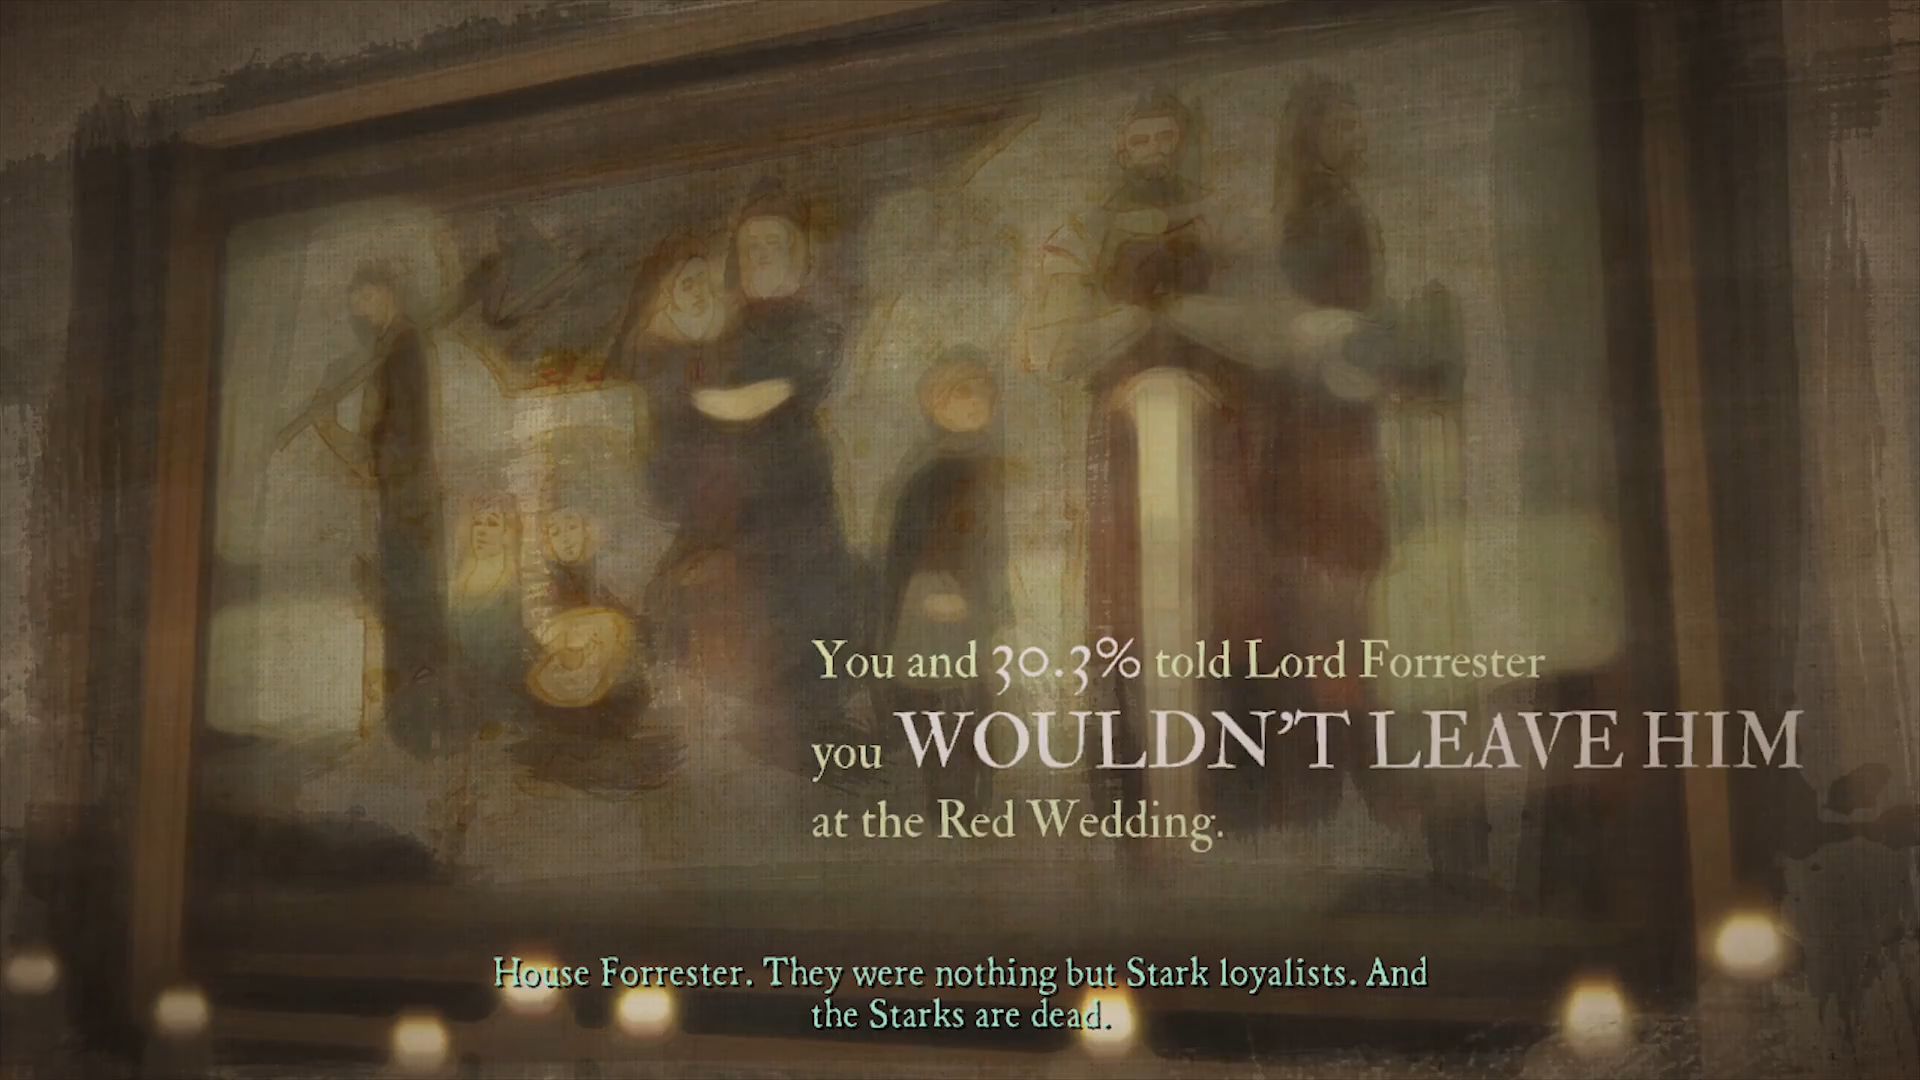 You and 30.3% told Lord Forrester
you WOULDN'T LEAVE HIM
at the Red Wedding.
House Forrester. They were nothing but Stark loyalists. And
the Starks are dead.